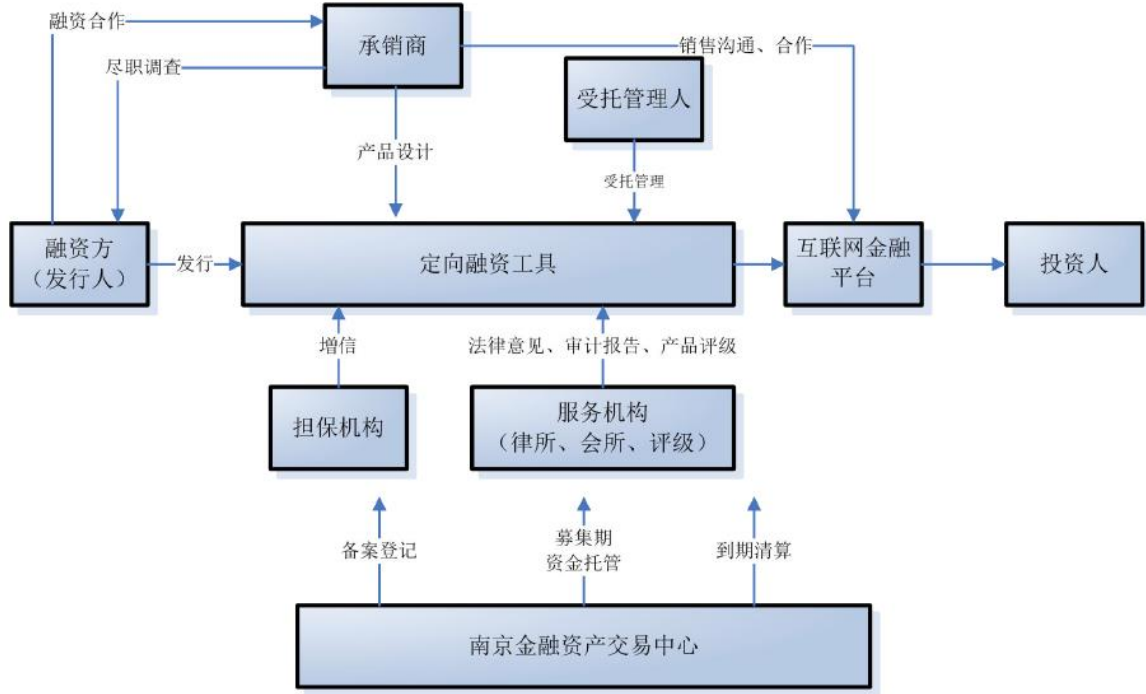 融资合作
承销商
销售沟通、合作
尽职调查
受托管理人
产品设计
受托管理
融资方
（发行人）
发行
定向融资工具
互联网金融
平台
投资人
增信
法律意见、审计报告、产品评级
担保机构
服务机构
（律所、会所、评级）
备案登记
募集期
资金托管
到期清算
南京金融资产交易中心